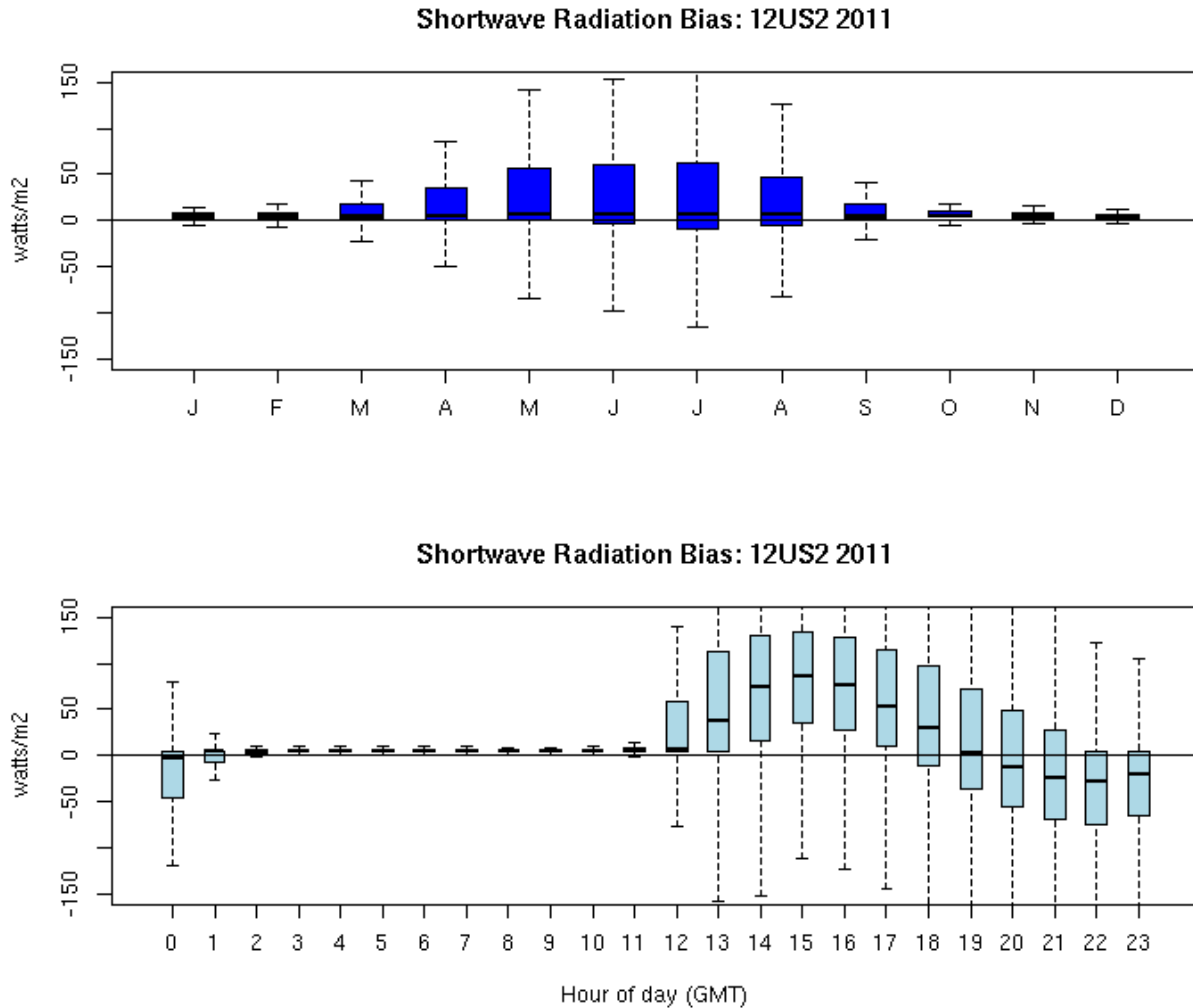 Shortwave Radiation Bias: 12US2 2011
watts/m2
150
50
0
-50
-150
J F M A M J J A S O N D
Shortwave Radiation Bias: 12US2 2011
watts/m2
150
50
0
-50
-150
0 1 2 3 4 5 6 7 8 9 10 11 12 13 14 15 16 17 18 19 20 21 22 23
Hour of day (GMT)